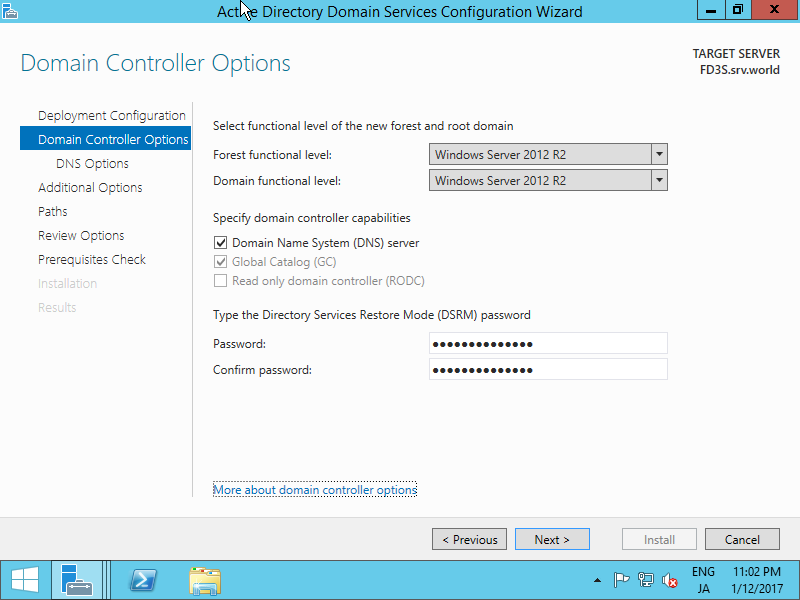 Active Directory Domain Services Configuration Wizard
Domain Controller Options
TARGET SERVER
FD3S.srv.world
Deployment Configuration
Domain Controller Options
DNS Options
Additional Options
Paths
Review Options
Prerequisites Check
Installation
Results
Select functional level of the new forest and root domain
Forest functional level:
Windows Server 2012 R2
Domain functional level:
Windows Server 2012 R2
Specify domain controller capabilities
Domain Name System (DNS) server
Global Catalog (GC)
Read only domain controller (RODC)
Type the Directory Services Restore Mode (DSRM) password
Password:
●●●●●●●●●●●●●●
Confirm password:
●●●●●●●●●●●●●●
More about domain controller options
< Previous
Next >
Install
Cancel
ENG
JA
11:02 PM
1/12/2017